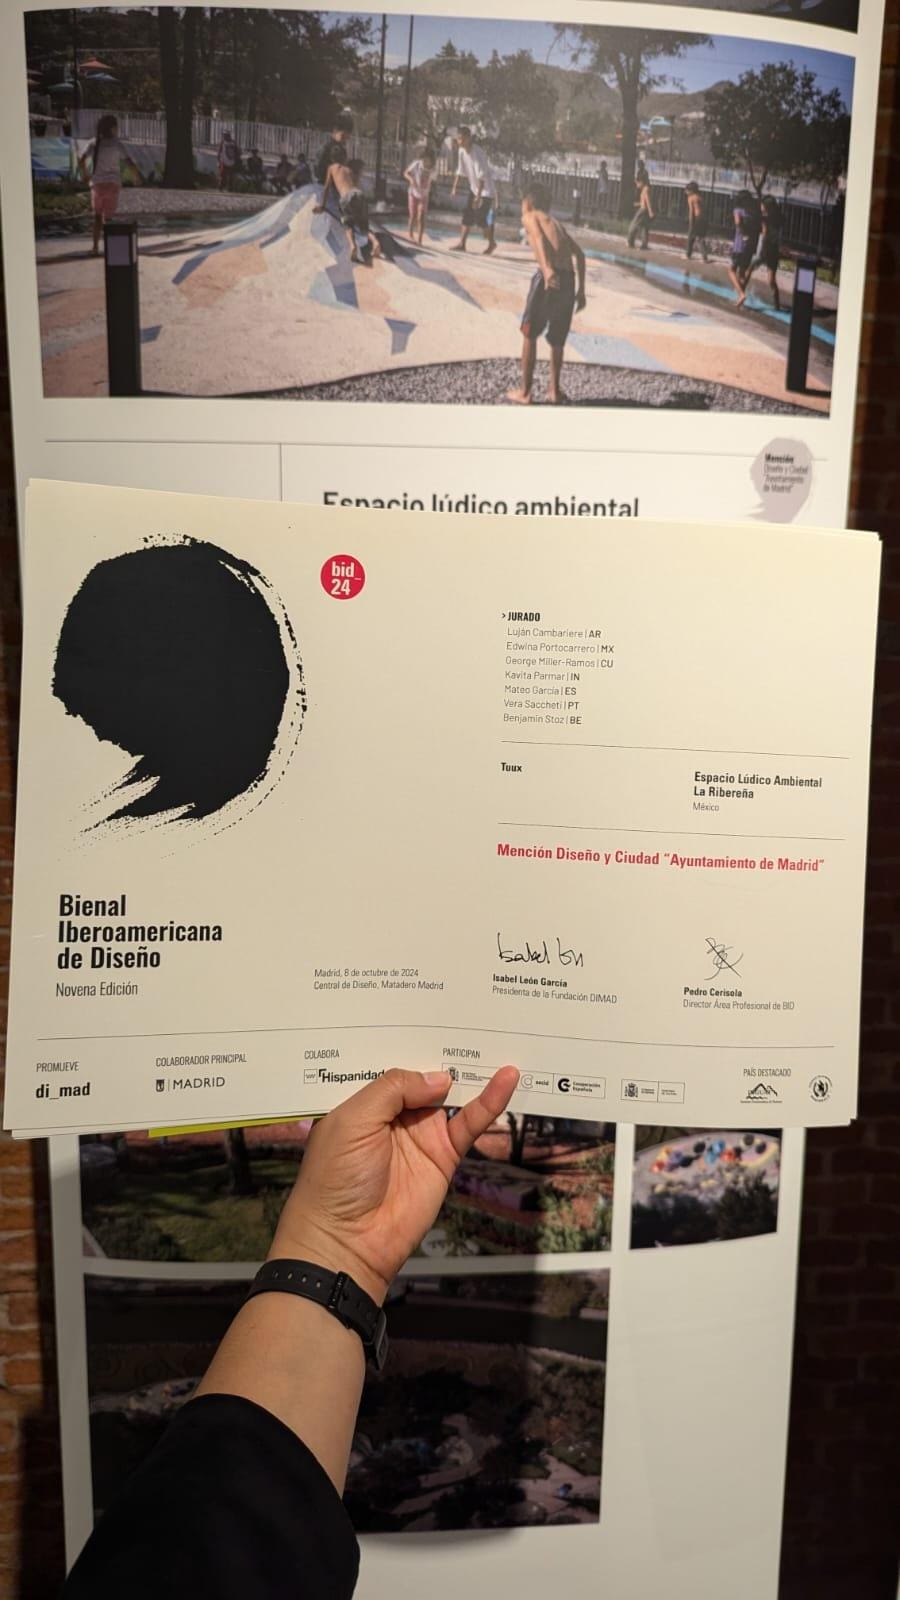 Mención
Diseño y Ciudad
"Ayuntamiento
de Madrid"
Espacio lúdico ambiental
bid_
24
> JURADO
Luján Cambariere | AR
Edwina Portocarrero | MX
George Miller-Ramos | CU
Kavita Parmar | IN
Mateo García | ES
Vera Saccheti | PT
Benjamin Stoz | BE
Tuux
Espacio Lúdico Ambiental
La Ribereña
México
Mención Diseño y Ciudad "Ayuntamiento de Madrid"
Bienal
Iberoamericana
de Diseño
Novena Edición
Madrid, 8 de octubre de 2024
Central de Diseño, Matadero Madrid
Isabel León García
Presidenta de la Fundación DIMAD
Pedro Cerisola
Director Área Profesional de BID
PROMUEVE
di_mad
COLABORADOR PRINCIPAL
MADRID
COLABORA
Hispanidad
PARTICIPAN
aecid
Cooperación
Española
PAÍS DESTACADO